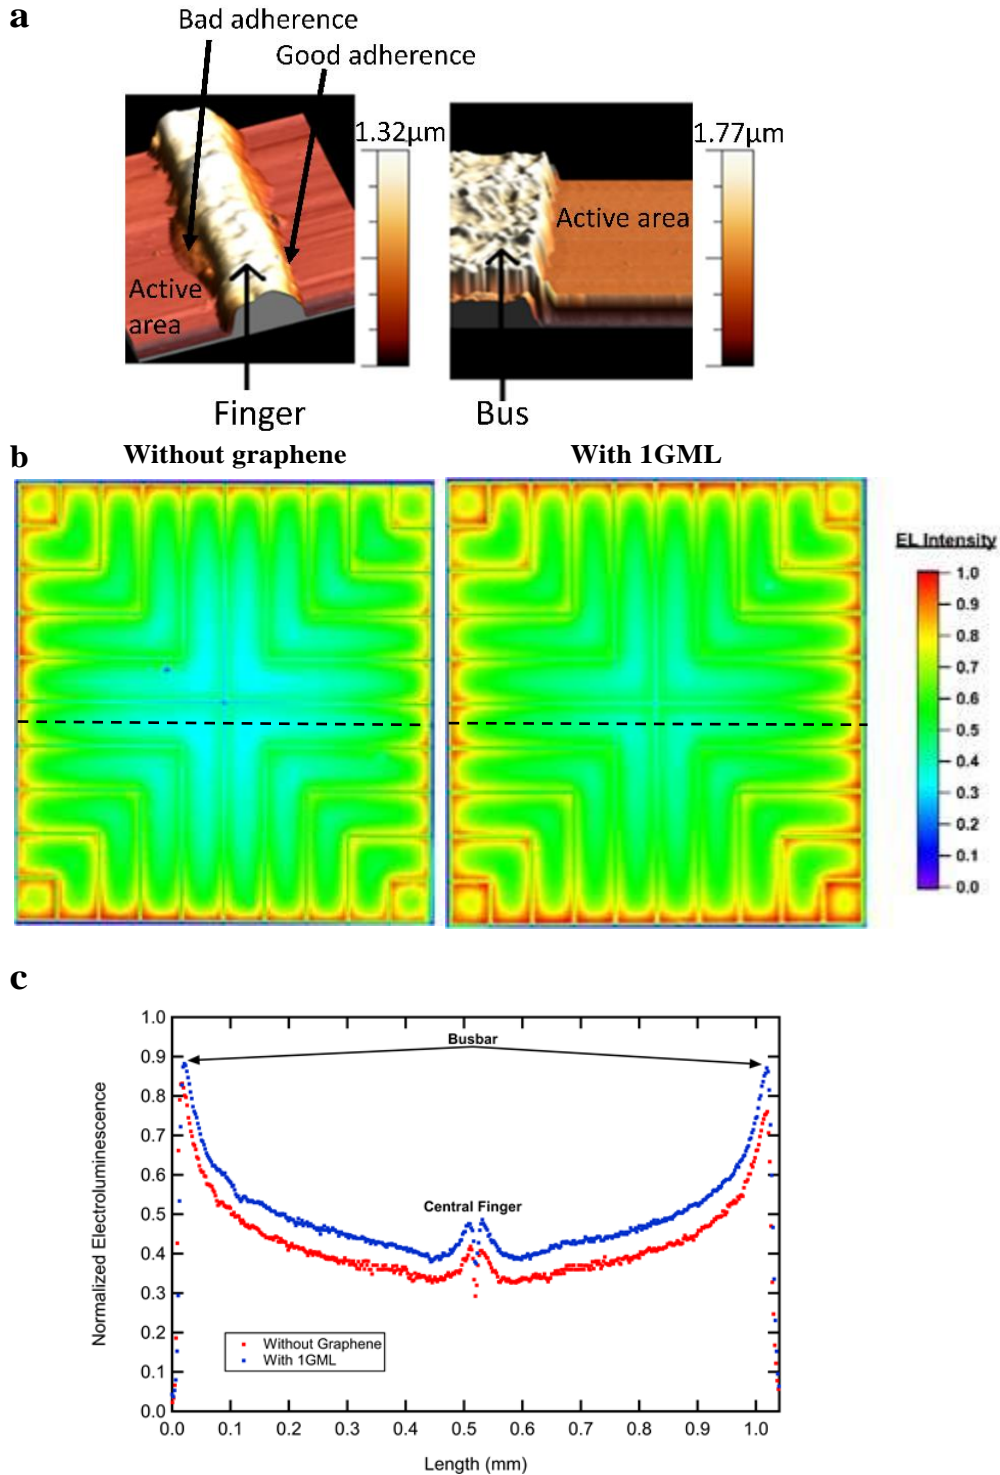 a
Bad adherence
Good adherence
1.32μm
1.77μm
Active area
Active
area
Finger
Bus
b
Without graphene
With 1GML
EL Intensity
1.0
0.9
0.8
0.7
0.6
0.5
0.4
0.3
0.2
0.1
0.0
c
1.0
0.9
0.8
0.7
0.6
0.5
0.4
0.3
0.2
0.1
0.0
Normalized Electroluminescence
Busbar
Central Finger
Without Graphene
With 1GML
0.0 0.1 0.2 0.3 0.4 0.5 0.6 0.7 0.8 0.9 1.0
Length (mm)